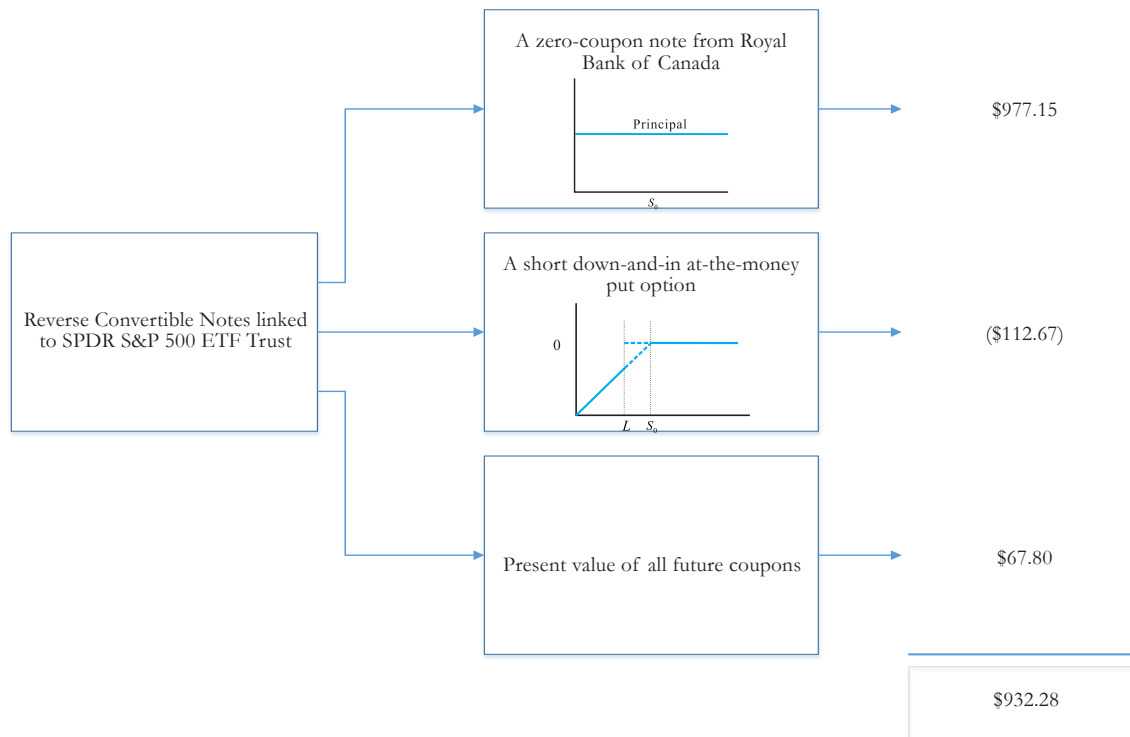 A zero-coupon note from Royal
Bank of Canada
Principal
S₀
$977.15
Reverse Convertible Notes linked
to SPDR S&P 500 ETF Trust
A short down-and-in at-the-money
put option
0
L S₀
($112.67)
Present value of all future coupons
$67.80
$932.28